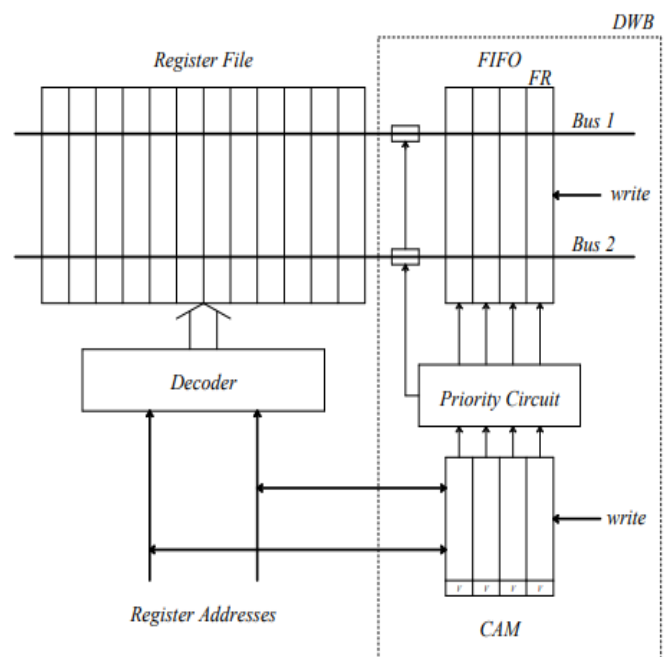 DWB
Register File
FIFO
FR
Bus 1
write
Bus 2
Decoder
Priority Circuit
write
v v v v
Register Addresses
CAM